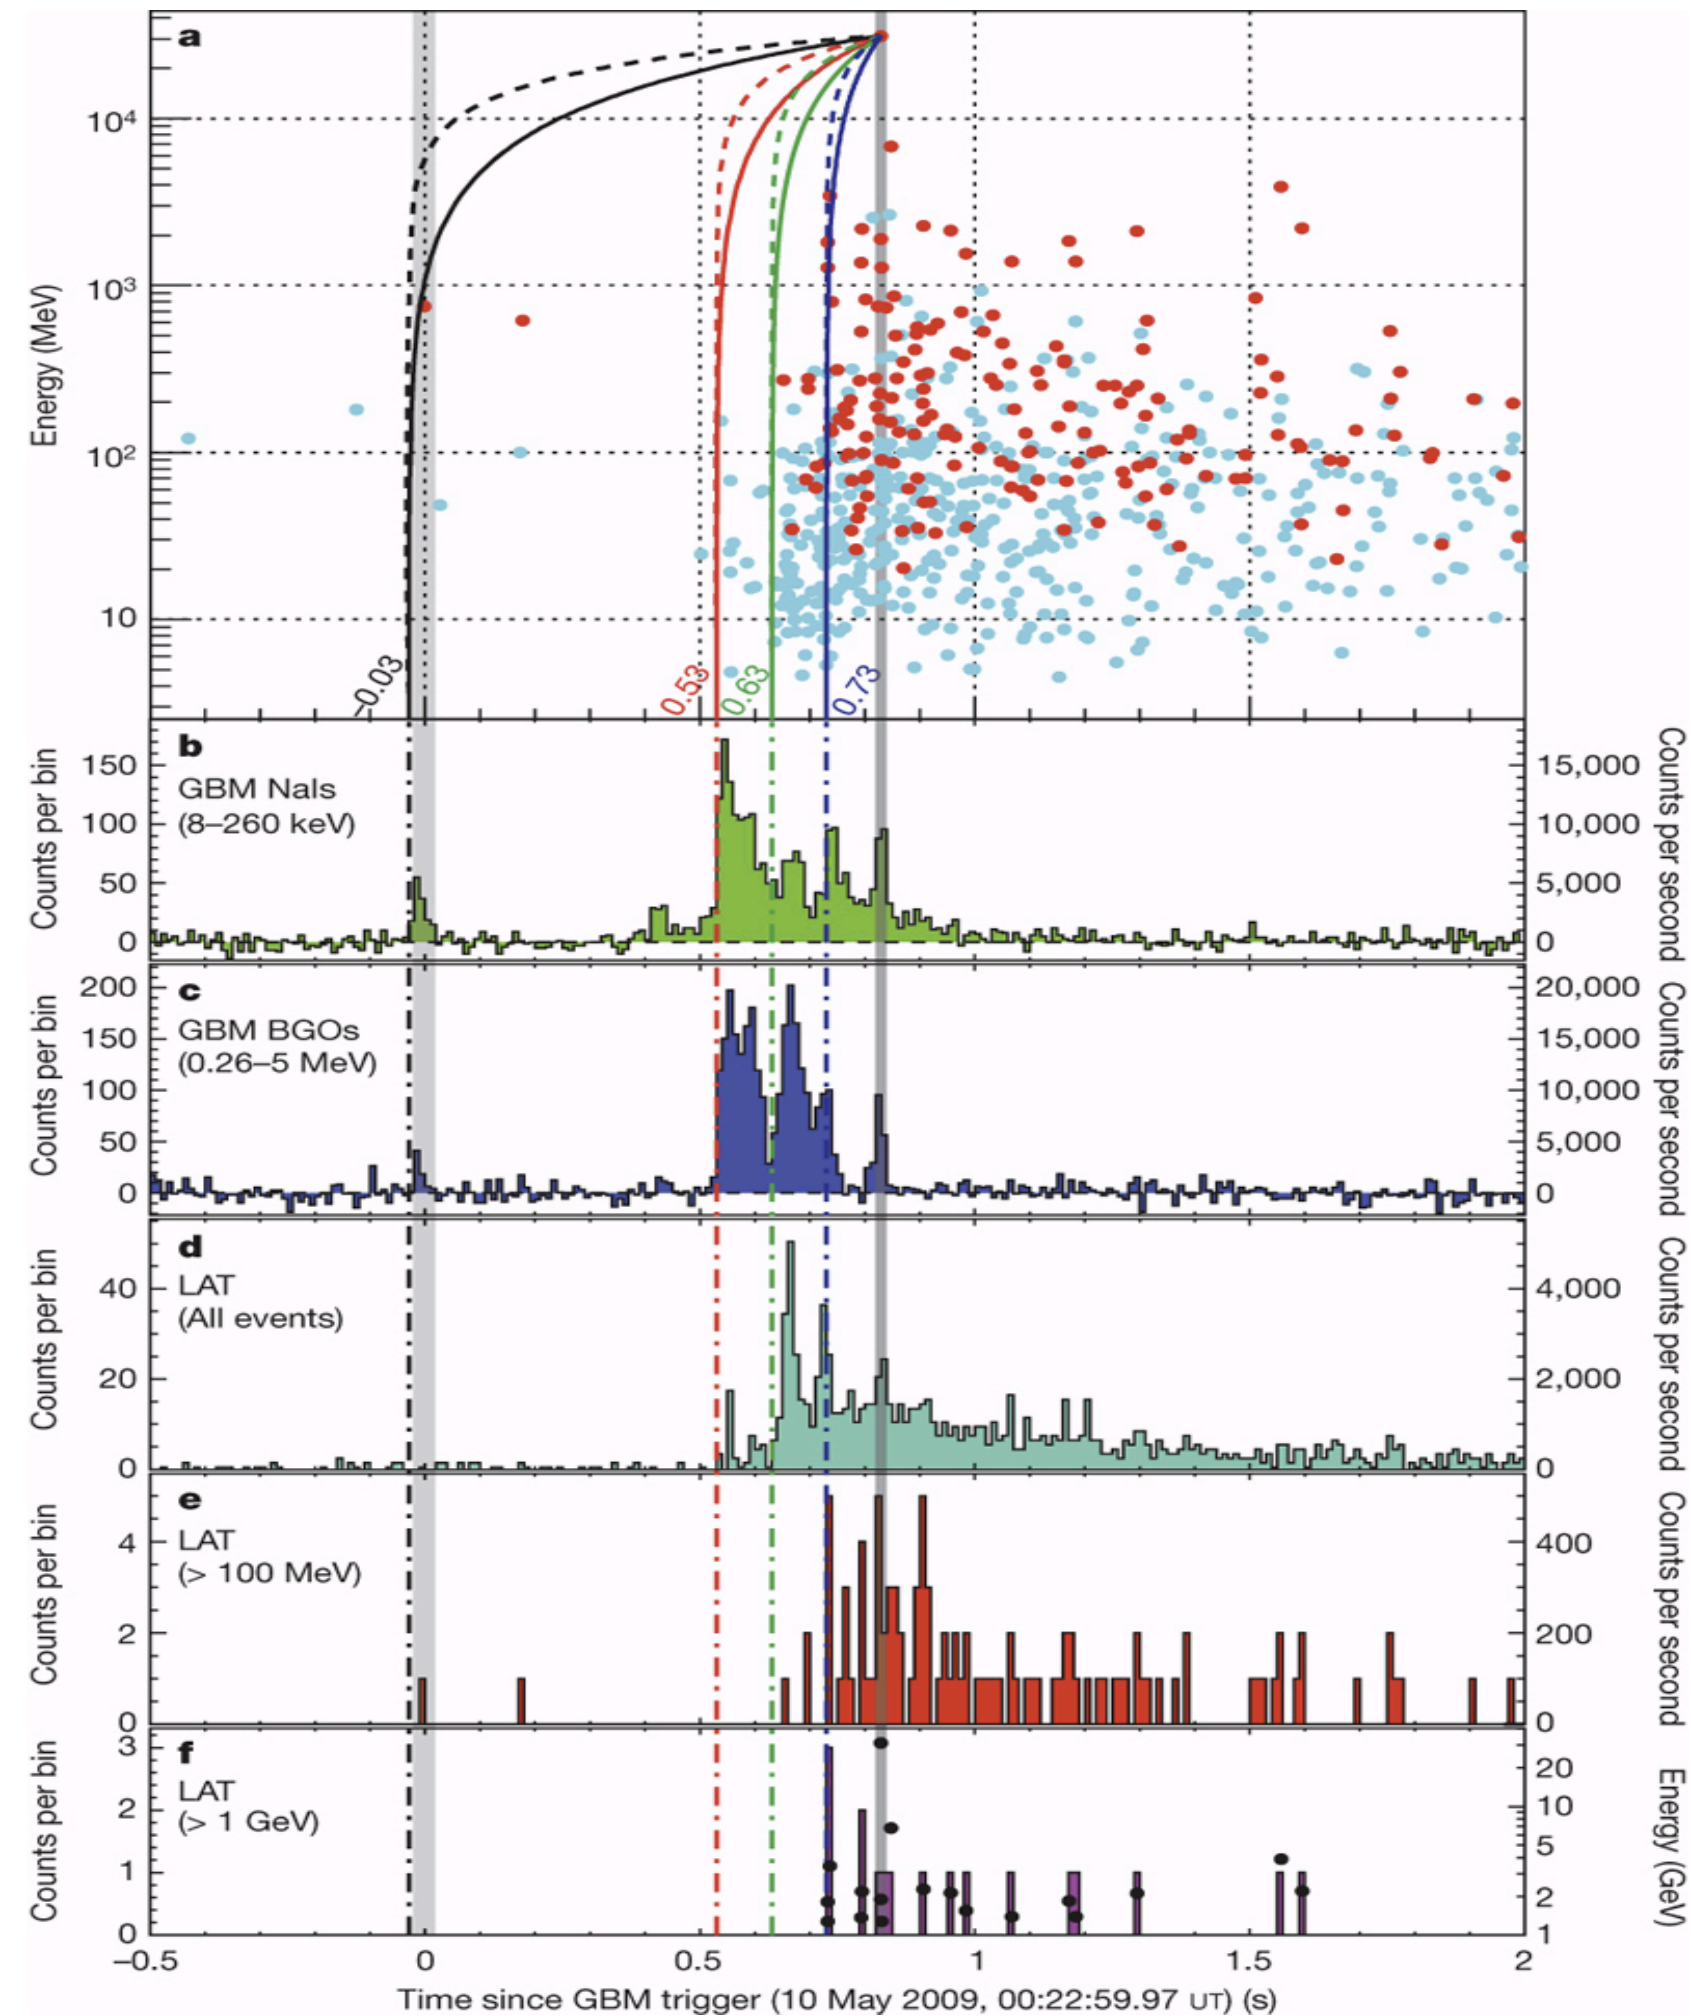 a
10⁴
10³
10²
10
Energy (MeV)
–0.03
0.53
0.63
0.73
b
GBM NaIs
(8–260 keV)
150
100
50
0
Counts per bin
15,000
10,000
5,000
0
Counts per second
c
GBM BGOs
(0.26–5 MeV)
200
150
100
50
0
Counts per bin
20,000
15,000
10,000
5,000
0
Counts per second
d
LAT
(All events)
40
20
0
Counts per bin
4,000
2,000
0
Counts per second
e
LAT
(> 100 MeV)
4
2
0
Counts per bin
400
200
0
Counts per second
f
LAT
(> 1 GeV)
3
2
1
0
Counts per bin
20
10
5
2
1
Energy (GeV)
–0.5
0
0.5
1
1.5
2
Time since GBM trigger (10 May 2009, 00:22:59.97 UT) (s)